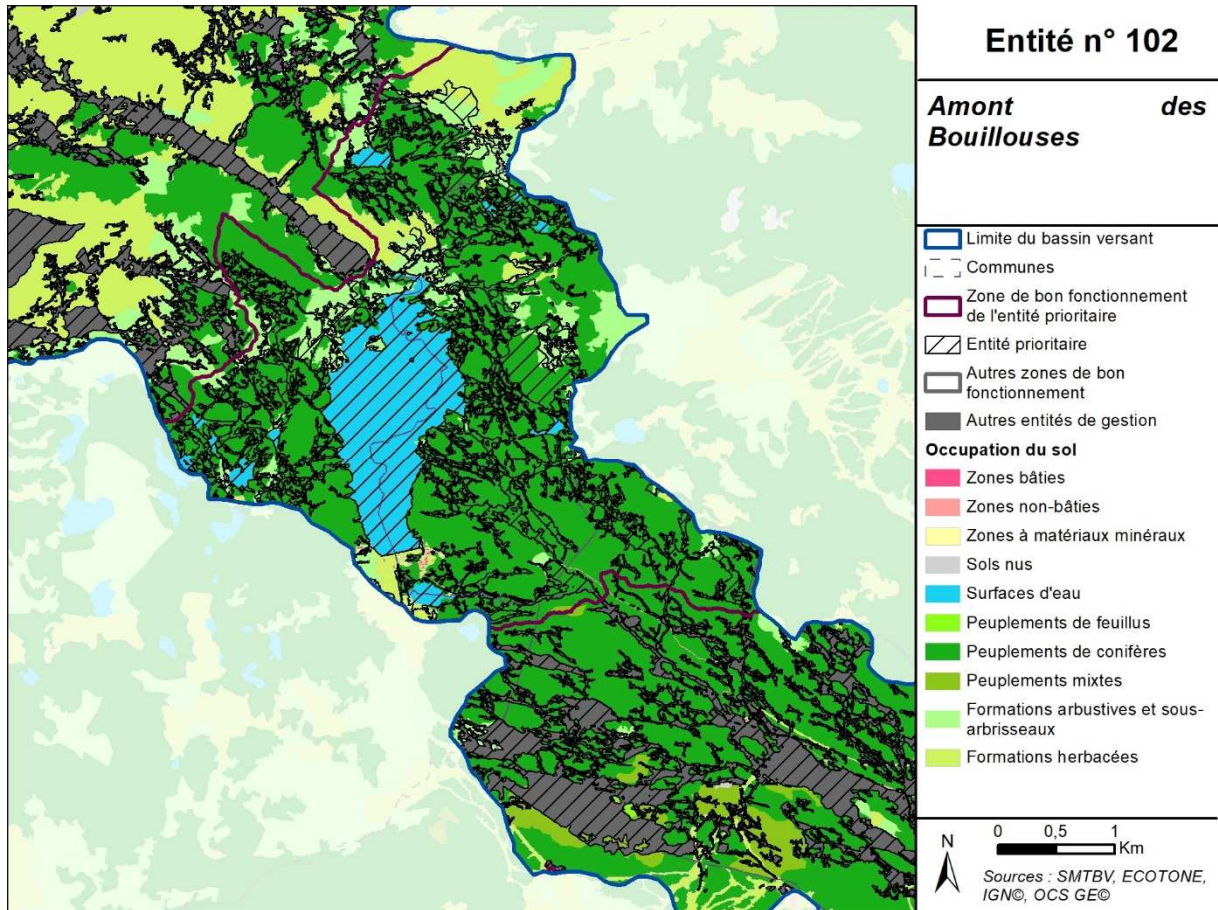 Entité n° 102
Amont des
Bouillouses
Limite du bassin versant
Communes
Zone de bon fonctionnement
de l'entité prioritaire
Entité prioritaire
Autres zones de bon
fonctionnement
Autres entités de gestion
Occupation du sol
Zones bâties
Zones non-bâties
Zones à matériaux minéraux
Sols nus
Surfaces d'eau
Peuplements de feuillus
Peuplements de conifères
Peuplements mixtes
Formations arbustives et sous-
arbrisseaux
Formations herbacées
N
0 0,5 1
Km
Sources : SMTBV, ECOTONE,
IGN©, OCS GE©